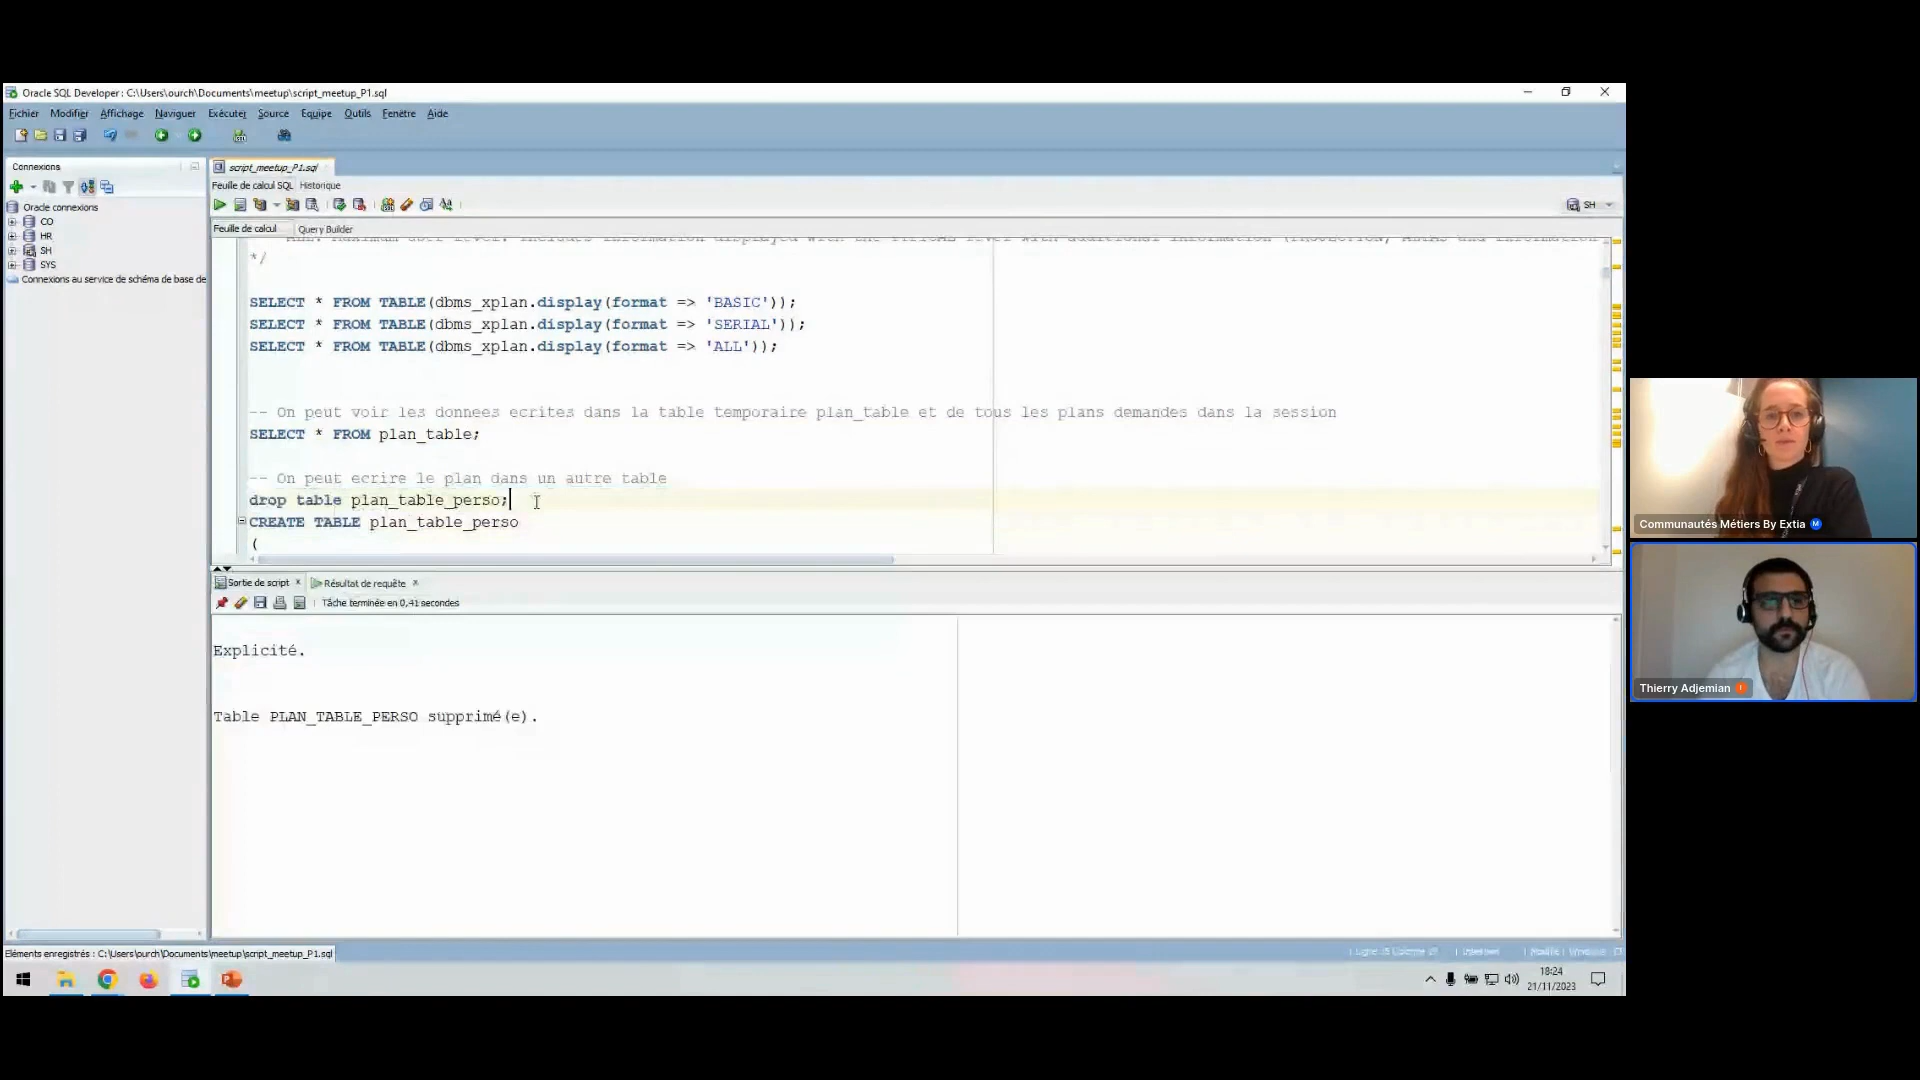 Oracle SQL Developer : C:\Users\ourch\Documents\meetup\script_meetup_P1.sql
Fichier Modifier Affichage Naviguer Exécuter Source Equipe Outils Fenêtre Aide
Connexions
Oracle connexions
CO
HR
SH
SYS
Connexions au service de schéma de base de
script_meetup_P1.sql
Feuille de calcul SQL Historique
SH
Feuille de calcul Query Builder
*/
SELECT * FROM TABLE(dbms_xplan.display(format => 'BASIC'));
SELECT * FROM TABLE(dbms_xplan.display(format => 'SERIAL'));
SELECT * FROM TABLE(dbms_xplan.display(format => 'ALL'));
-- On peut voir les donnees ecrites dans la table temporaire plan_table et de tous les plans demandes dans la session
SELECT * FROM plan_table;
-- On peut ecrire le plan dans un autre table
drop table plan_table_perso;
CREATE TABLE plan_table_perso
(
Sortie de script × Résultat de requête ×
Tâche terminée en 0,41 secondes
Explicité.
Table PLAN_TABLE_PERSO supprimé(e).
Eléments enregistrés : C:\Users\ourch\Documents\meetup\script_meetup_P1.sql
18:24
21/11/2023
Communautés Métiers By Extia
Thierry Adjemian